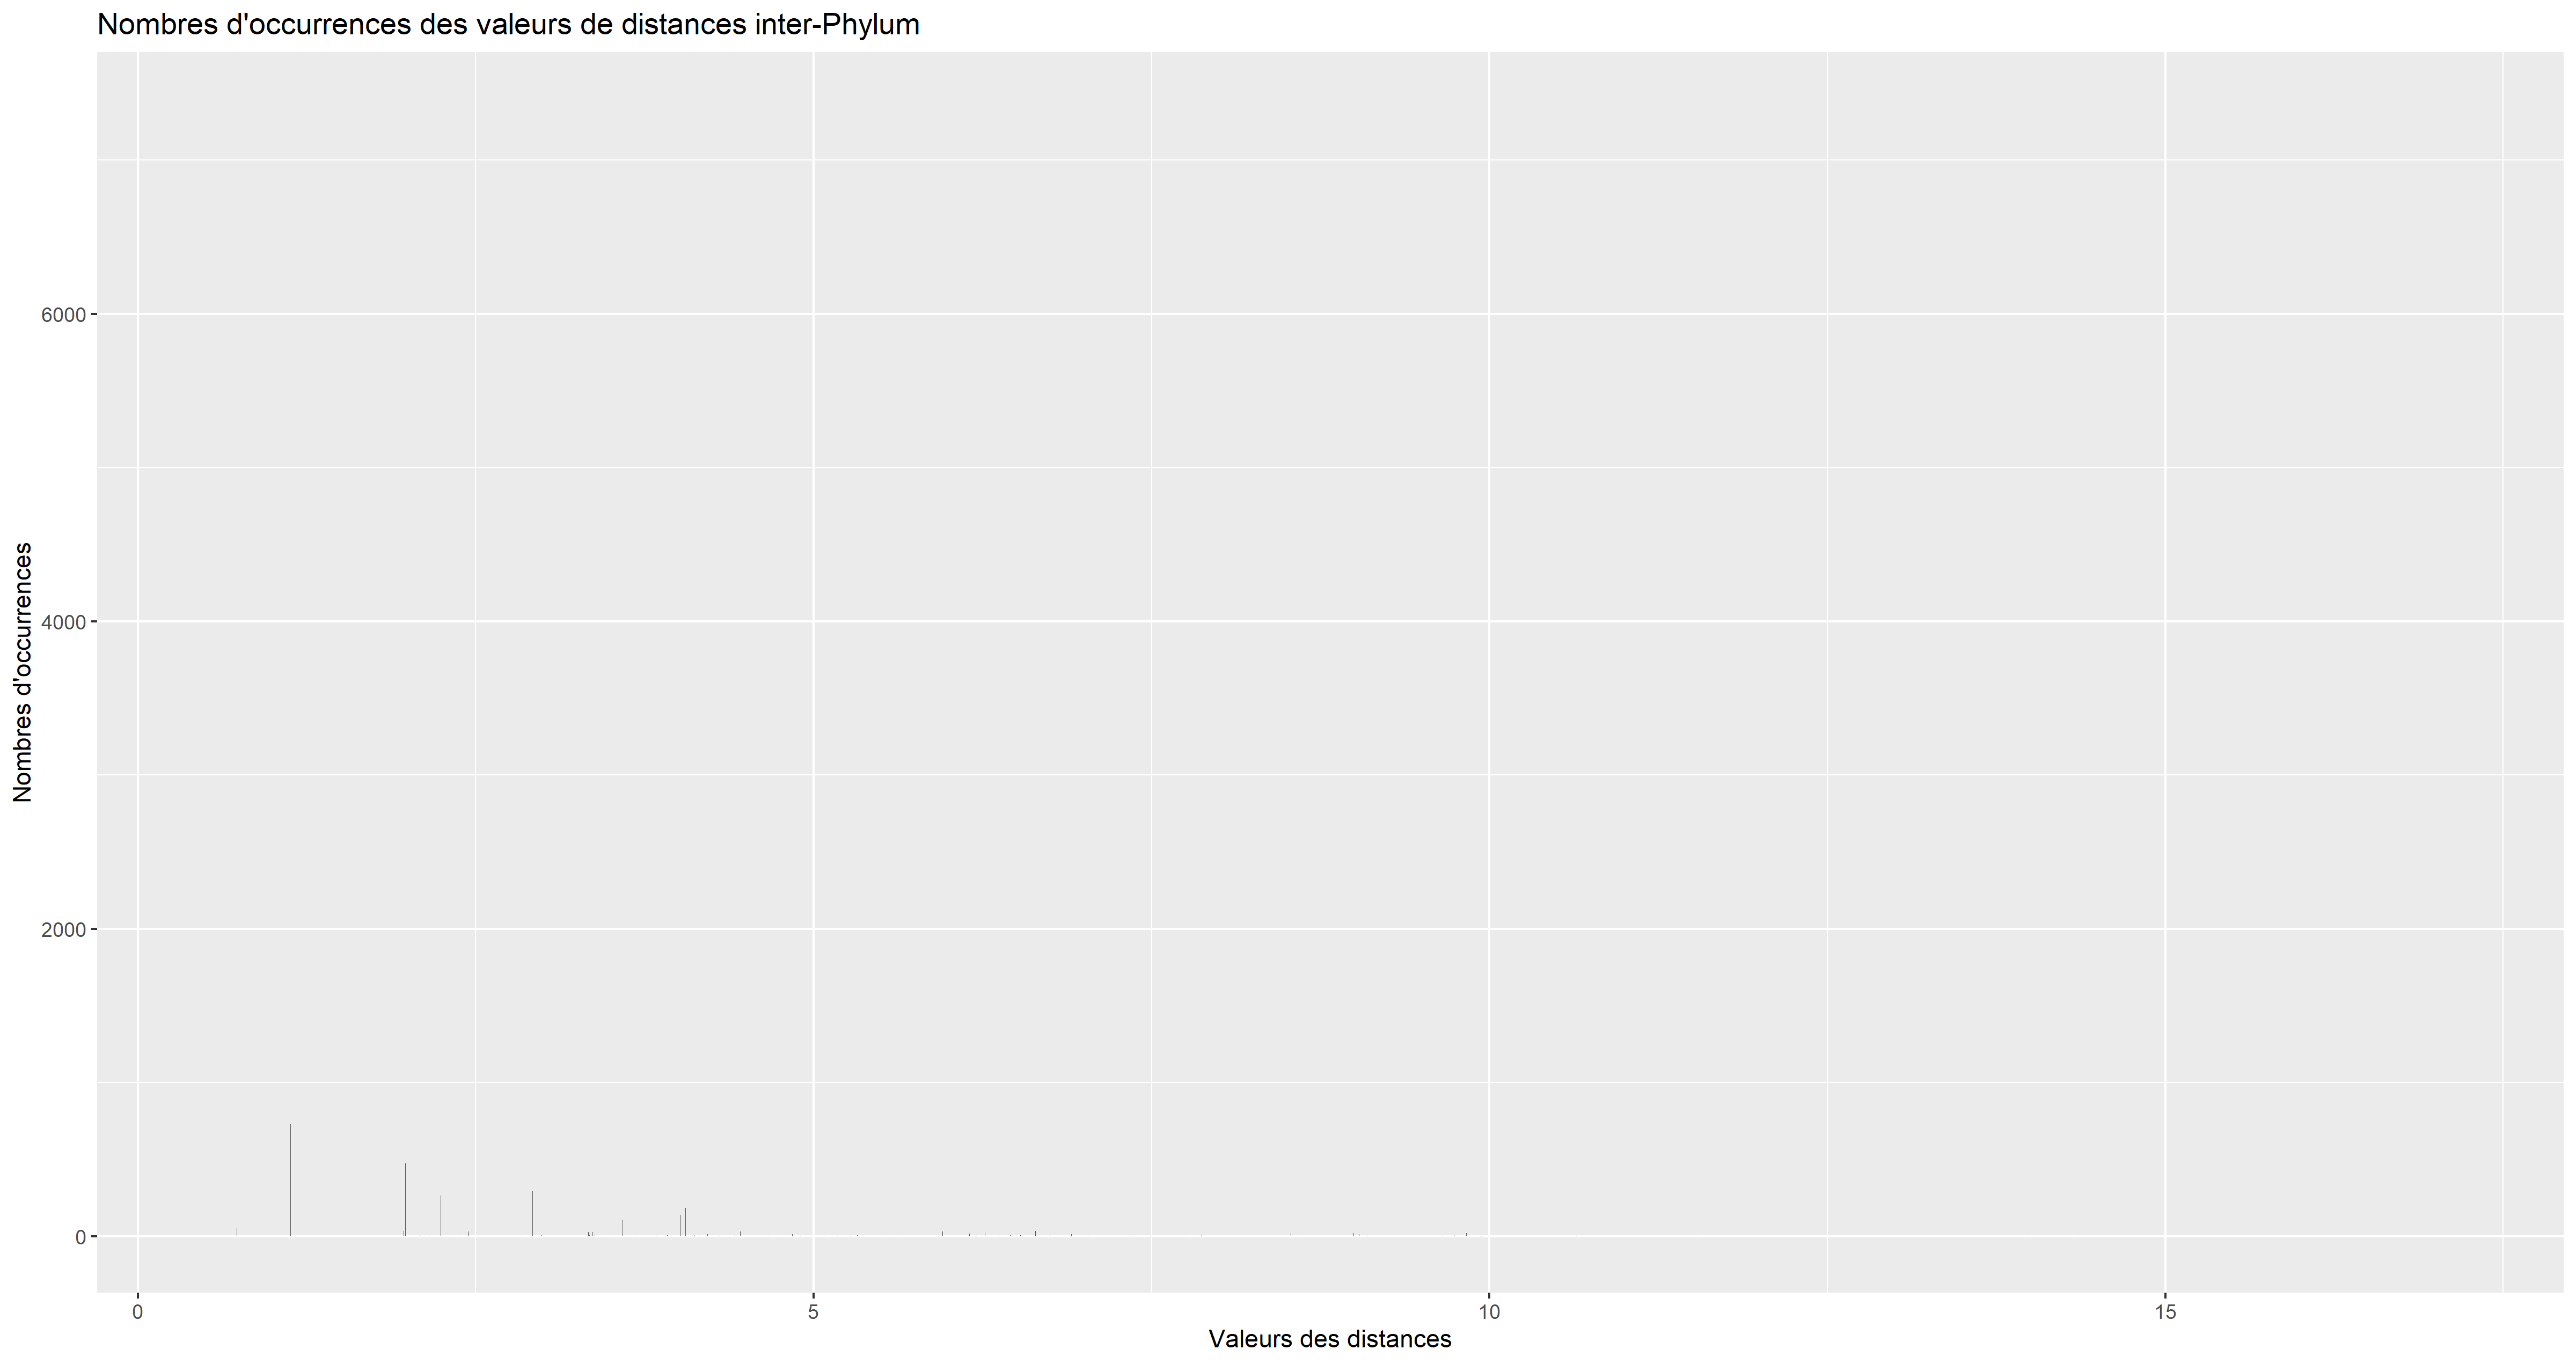 Nombres d'occurrences des valeurs de distances inter-Phylum
Nombres d'occurrences
6000
4000
2000
0
0
5
10
15
Valeurs des distances